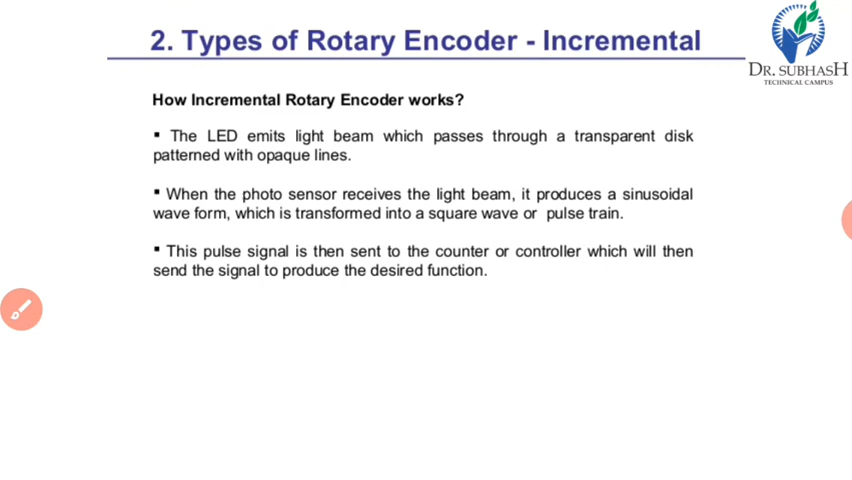 2. Types of Rotary Encoder - Incremental
DR. SUBHASH
TECHNICAL CAMPUS
How Incremental Rotary Encoder works?
▪ The LED emits light beam which passes through a transparent disk
patterned with opaque lines.
▪ When the photo sensor receives the light beam, it produces a sinusoidal
wave form, which is transformed into a square wave or pulse train.
▪ This pulse signal is then sent to the counter or controller which will then
send the signal to produce the desired function.